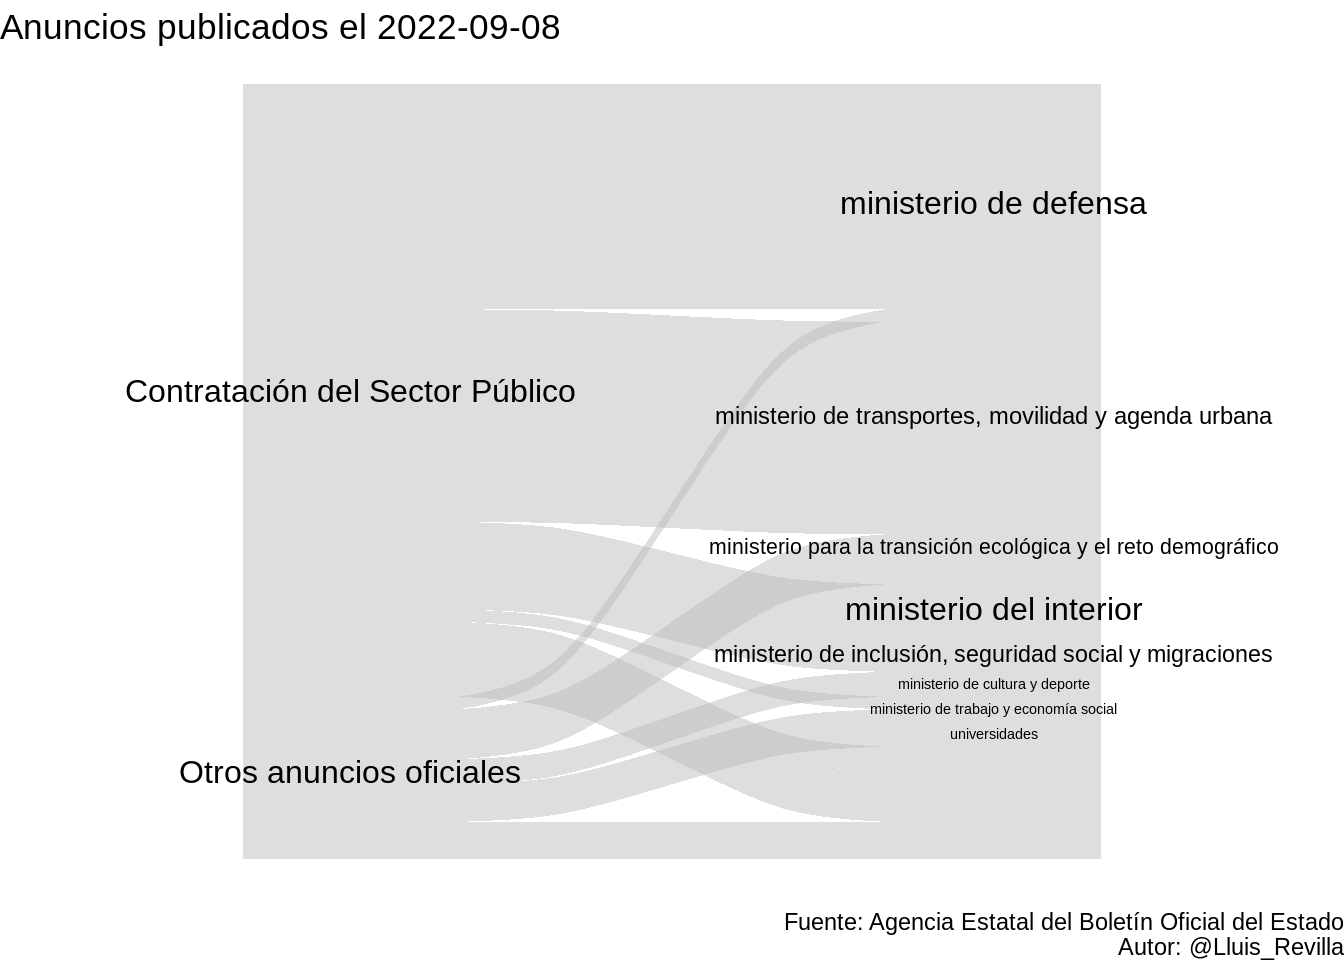 Anuncios publicados el 2022-09-08
ministerio de defensa
Contratación del Sector Público
ministerio de transportes, movilidad y agenda urbana
ministerio para la transición ecológica y el reto demográfico
ministerio del interior
ministerio de inclusión, seguridad social y migraciones
ministerio de cultura y deporte
ministerio de trabajo y economía social
universidades
Otros anuncios oficiales
Fuente: Agencia Estatal del Boletín Oficial del Estado
Autor: @Lluis_Revilla